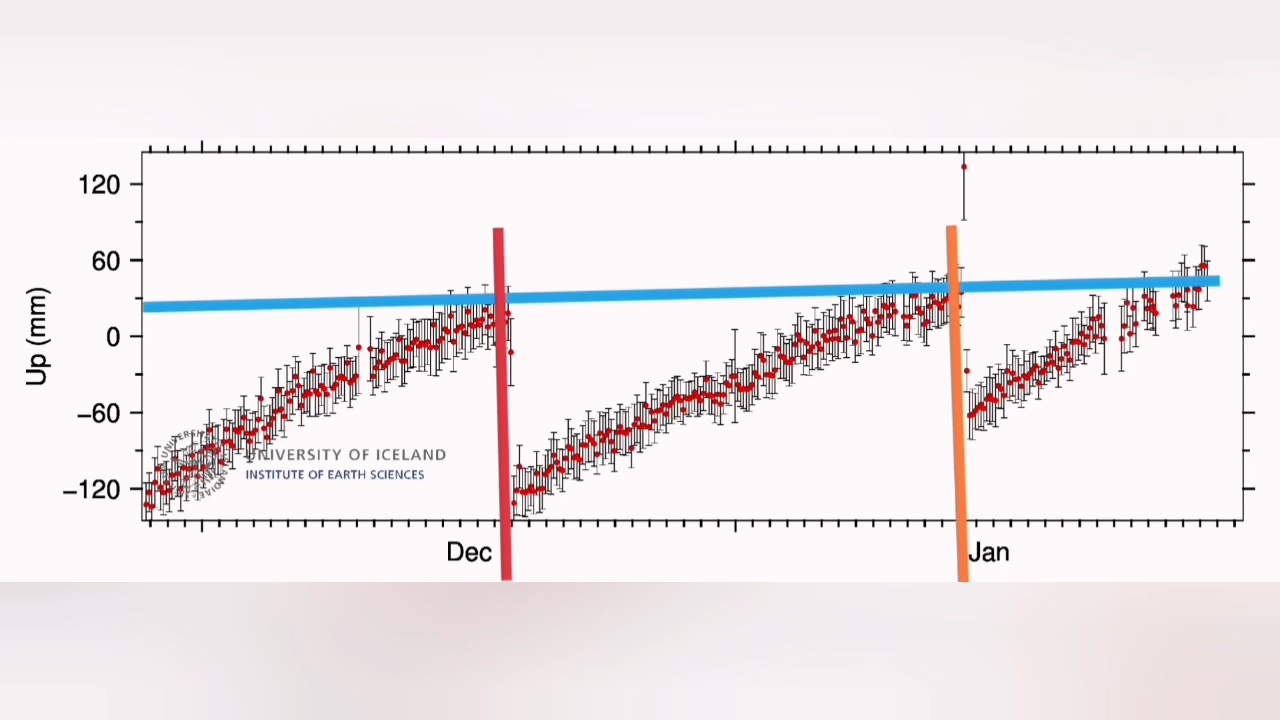 120
60
0
−60
−120
Up (mm)
UNIVERSITY OF ICELAND
INSTITUTE OF EARTH SCIENCES
Dec
Jan